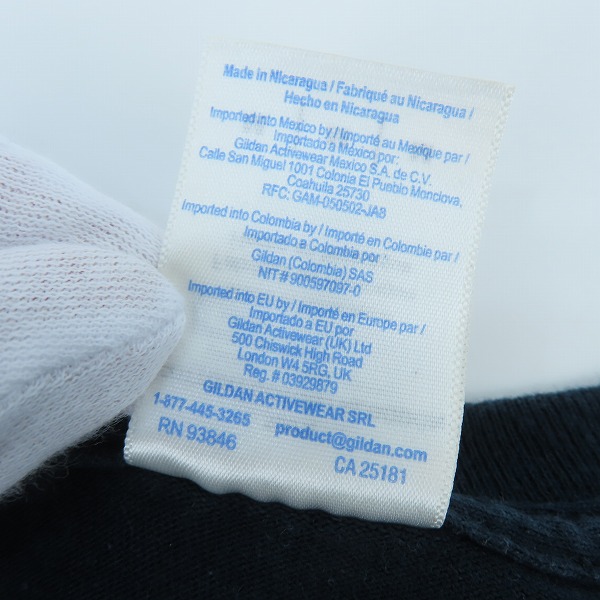 Made in Nicaragua / Fabriqué au Nicaragua /
Hecho en Nicaragua
Imported into Mexico by / Importé au Mexique par /
Importado a México por:
Gildan Activewear Mexico S.A. de C.V.
Calle San Miguel 1001 Colonia El Pueblo Monclova,
Coahuila 25730
RFC: GAM-050502-JA8
Imported into Colombia by / Importé en Colombie par /
Importado a Colombia por
Gildan (Colombia) SAS
NIT # 900597097-0
Imported into EU by / Importé en Europe par /
Importado a EU por
Gildan Activewear (UK) Ltd
500 Chiswick High Road
London W4 5RG, UK
Reg. # 03929879
GILDAN ACTIVEWEAR SRL
1-877-445-3265 product@gildan.com
RN 93846 CA 25181